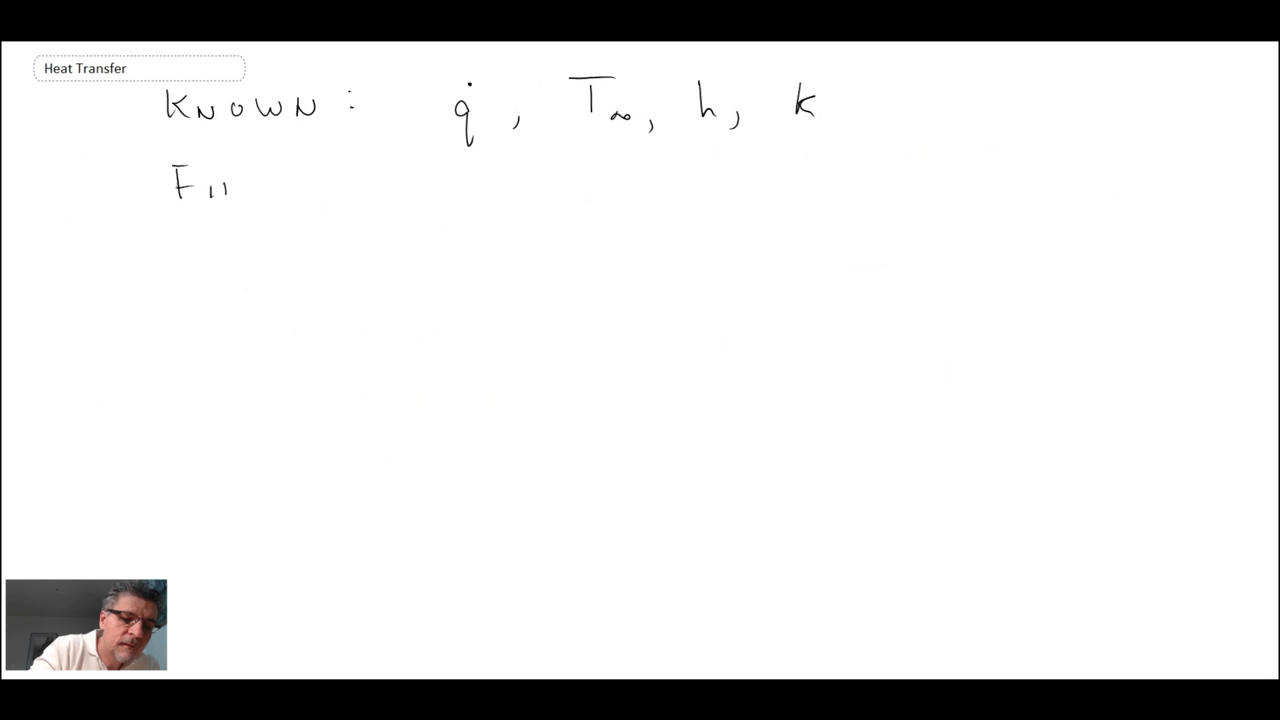 Heat Transfer
KNOWN : q̇, T∞, h, k